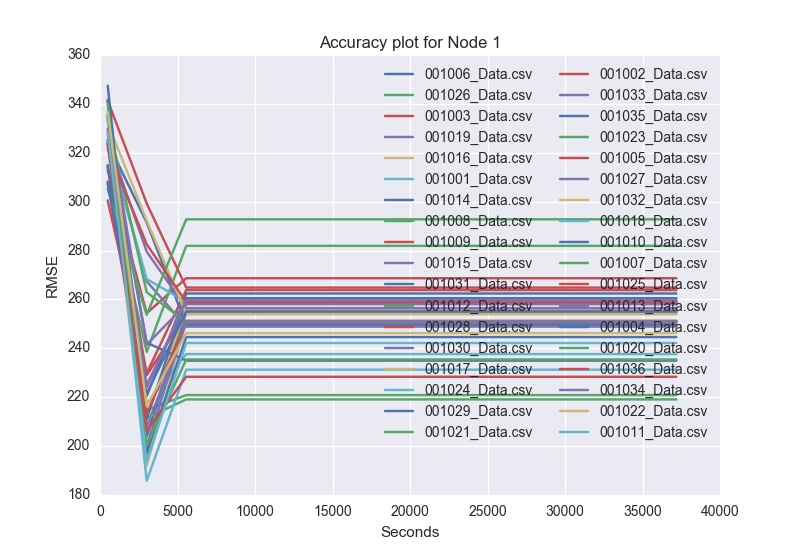 Accuracy plot for Node 1
360
340
320
300
280
260
240
220
200
180
RMSE
001006_Data.csv 001002_Data.csv
001026_Data.csv 001033_Data.csv
001003_Data.csv 001035_Data.csv
001019_Data.csv 001023_Data.csv
001016_Data.csv 001005_Data.csv
001001_Data.csv 001027_Data.csv
001014_Data.csv 001032_Data.csv
001008_Data.csv 001018_Data.csv
001009_Data.csv 001010_Data.csv
001015_Data.csv 001007_Data.csv
001031_Data.csv 001025_Data.csv
001012_Data.csv 001013_Data.csv
001028_Data.csv 001004_Data.csv
001030_Data.csv 001020_Data.csv
001017_Data.csv 001036_Data.csv
001024_Data.csv 001034_Data.csv
001029_Data.csv 001022_Data.csv
001021_Data.csv 001011_Data.csv
0 5000 10000 15000 20000 25000 30000 35000 40000
Seconds